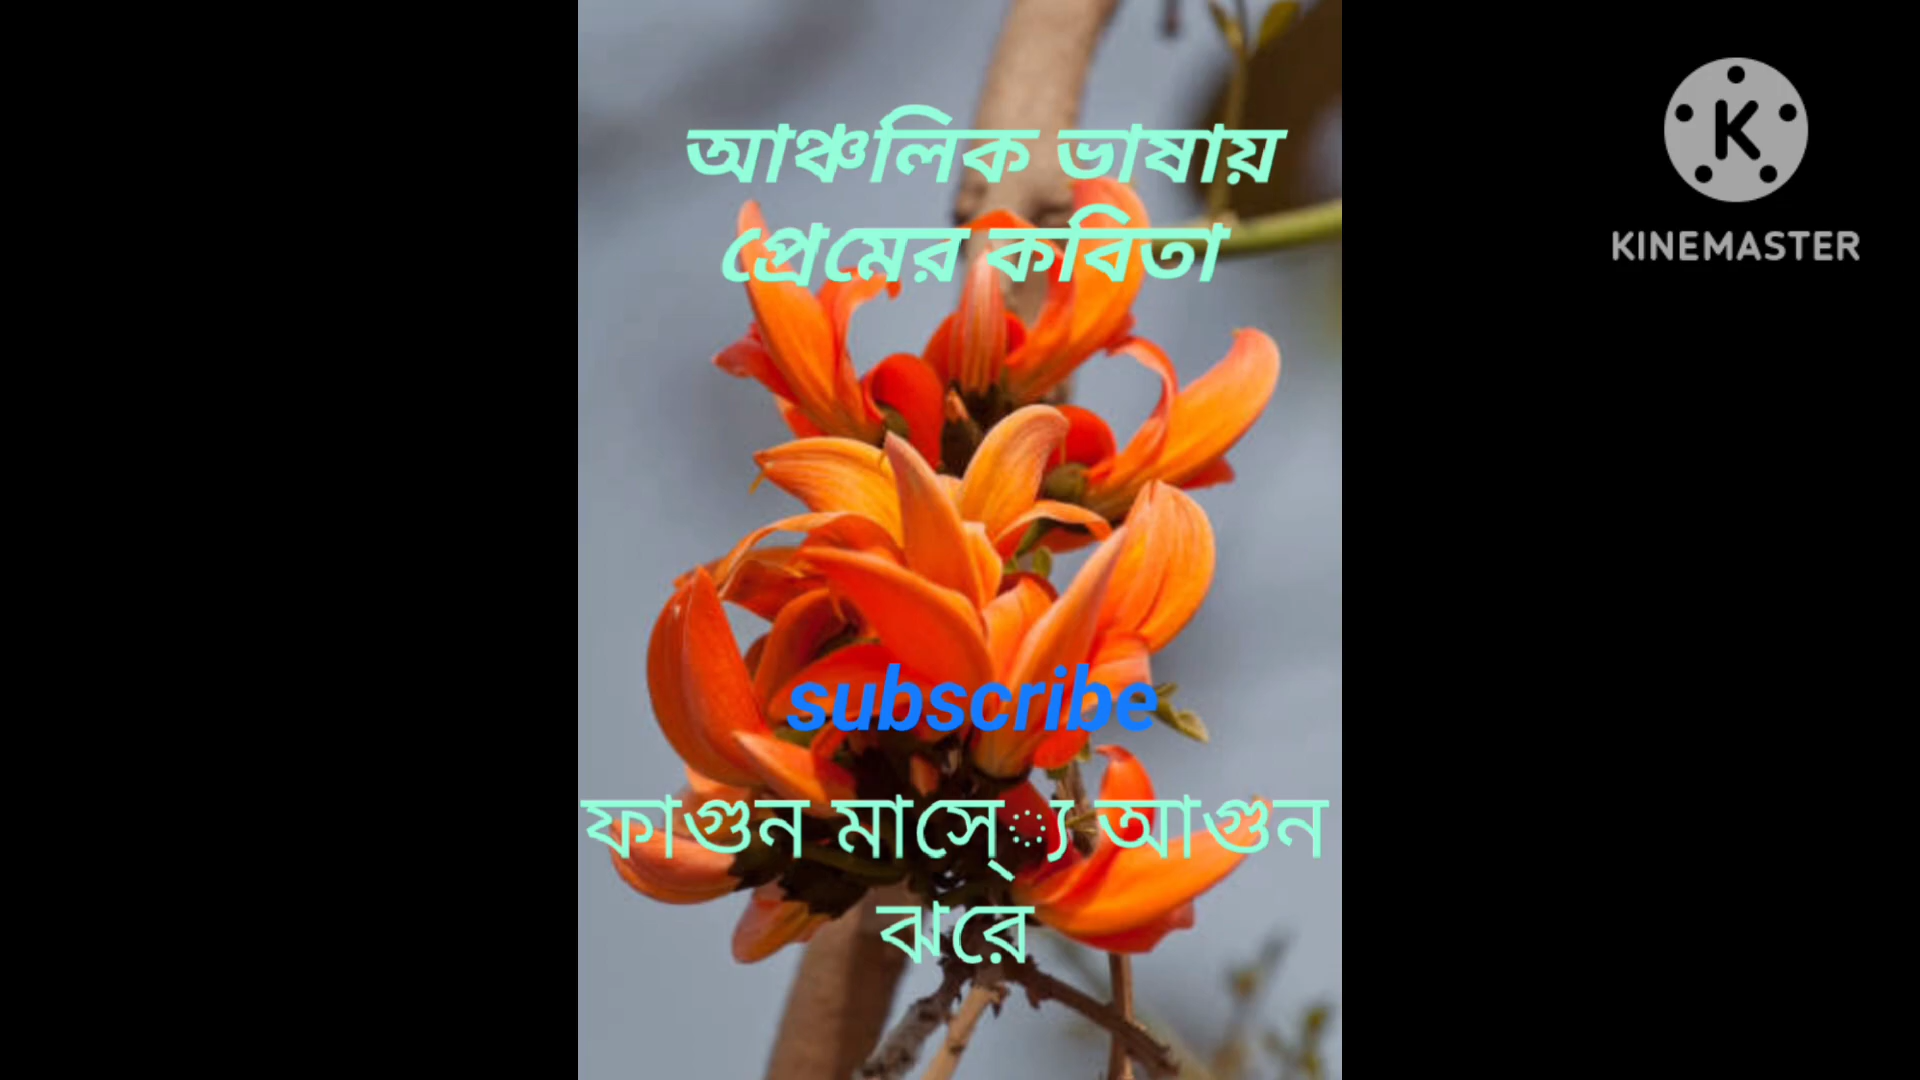 আঞ্চলিক ভাষায়
প্রেমের কবিতা
subscribe
ফাগুন মাসে্্য আগুন
ঝরে
KINEMASTER